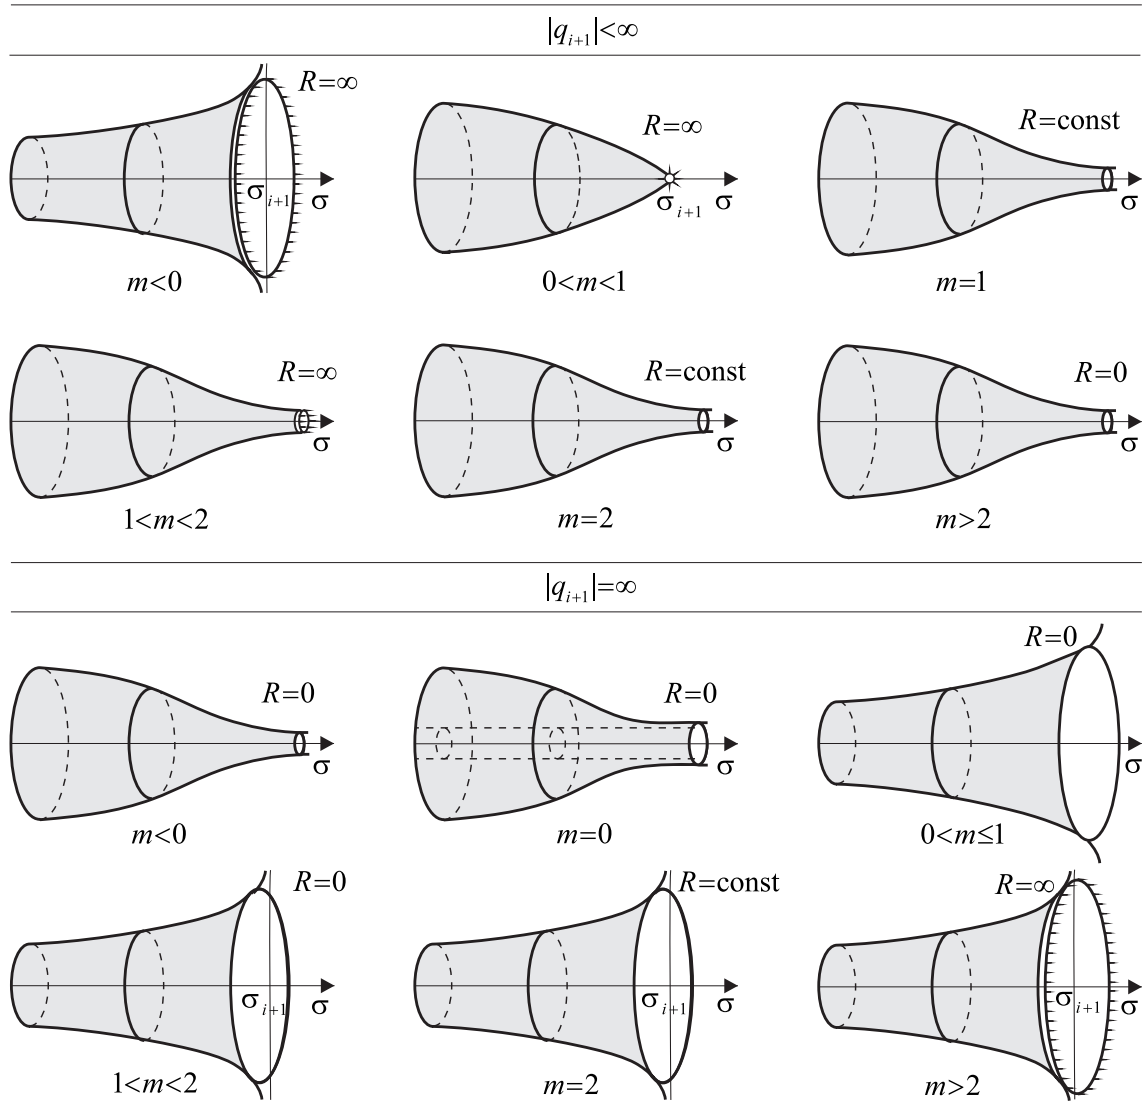 |q_{i+1}|<∞
R=∞ R=∞ R=const
σ_{i+1} σ σ_{i+1} σ σ
m<0 0<m<1 m=1
R=∞ R=const R=0
σ σ σ
1<m<2 m=2 m>2
|q_{i+1}|=∞
R=0 R=0 R=0
σ σ σ
m<0 m=0 0<m≤1
R=0 R=const R=∞
σ_{i+1} σ σ_{i+1} σ σ_{i+1} σ
1<m<2 m=2 m>2